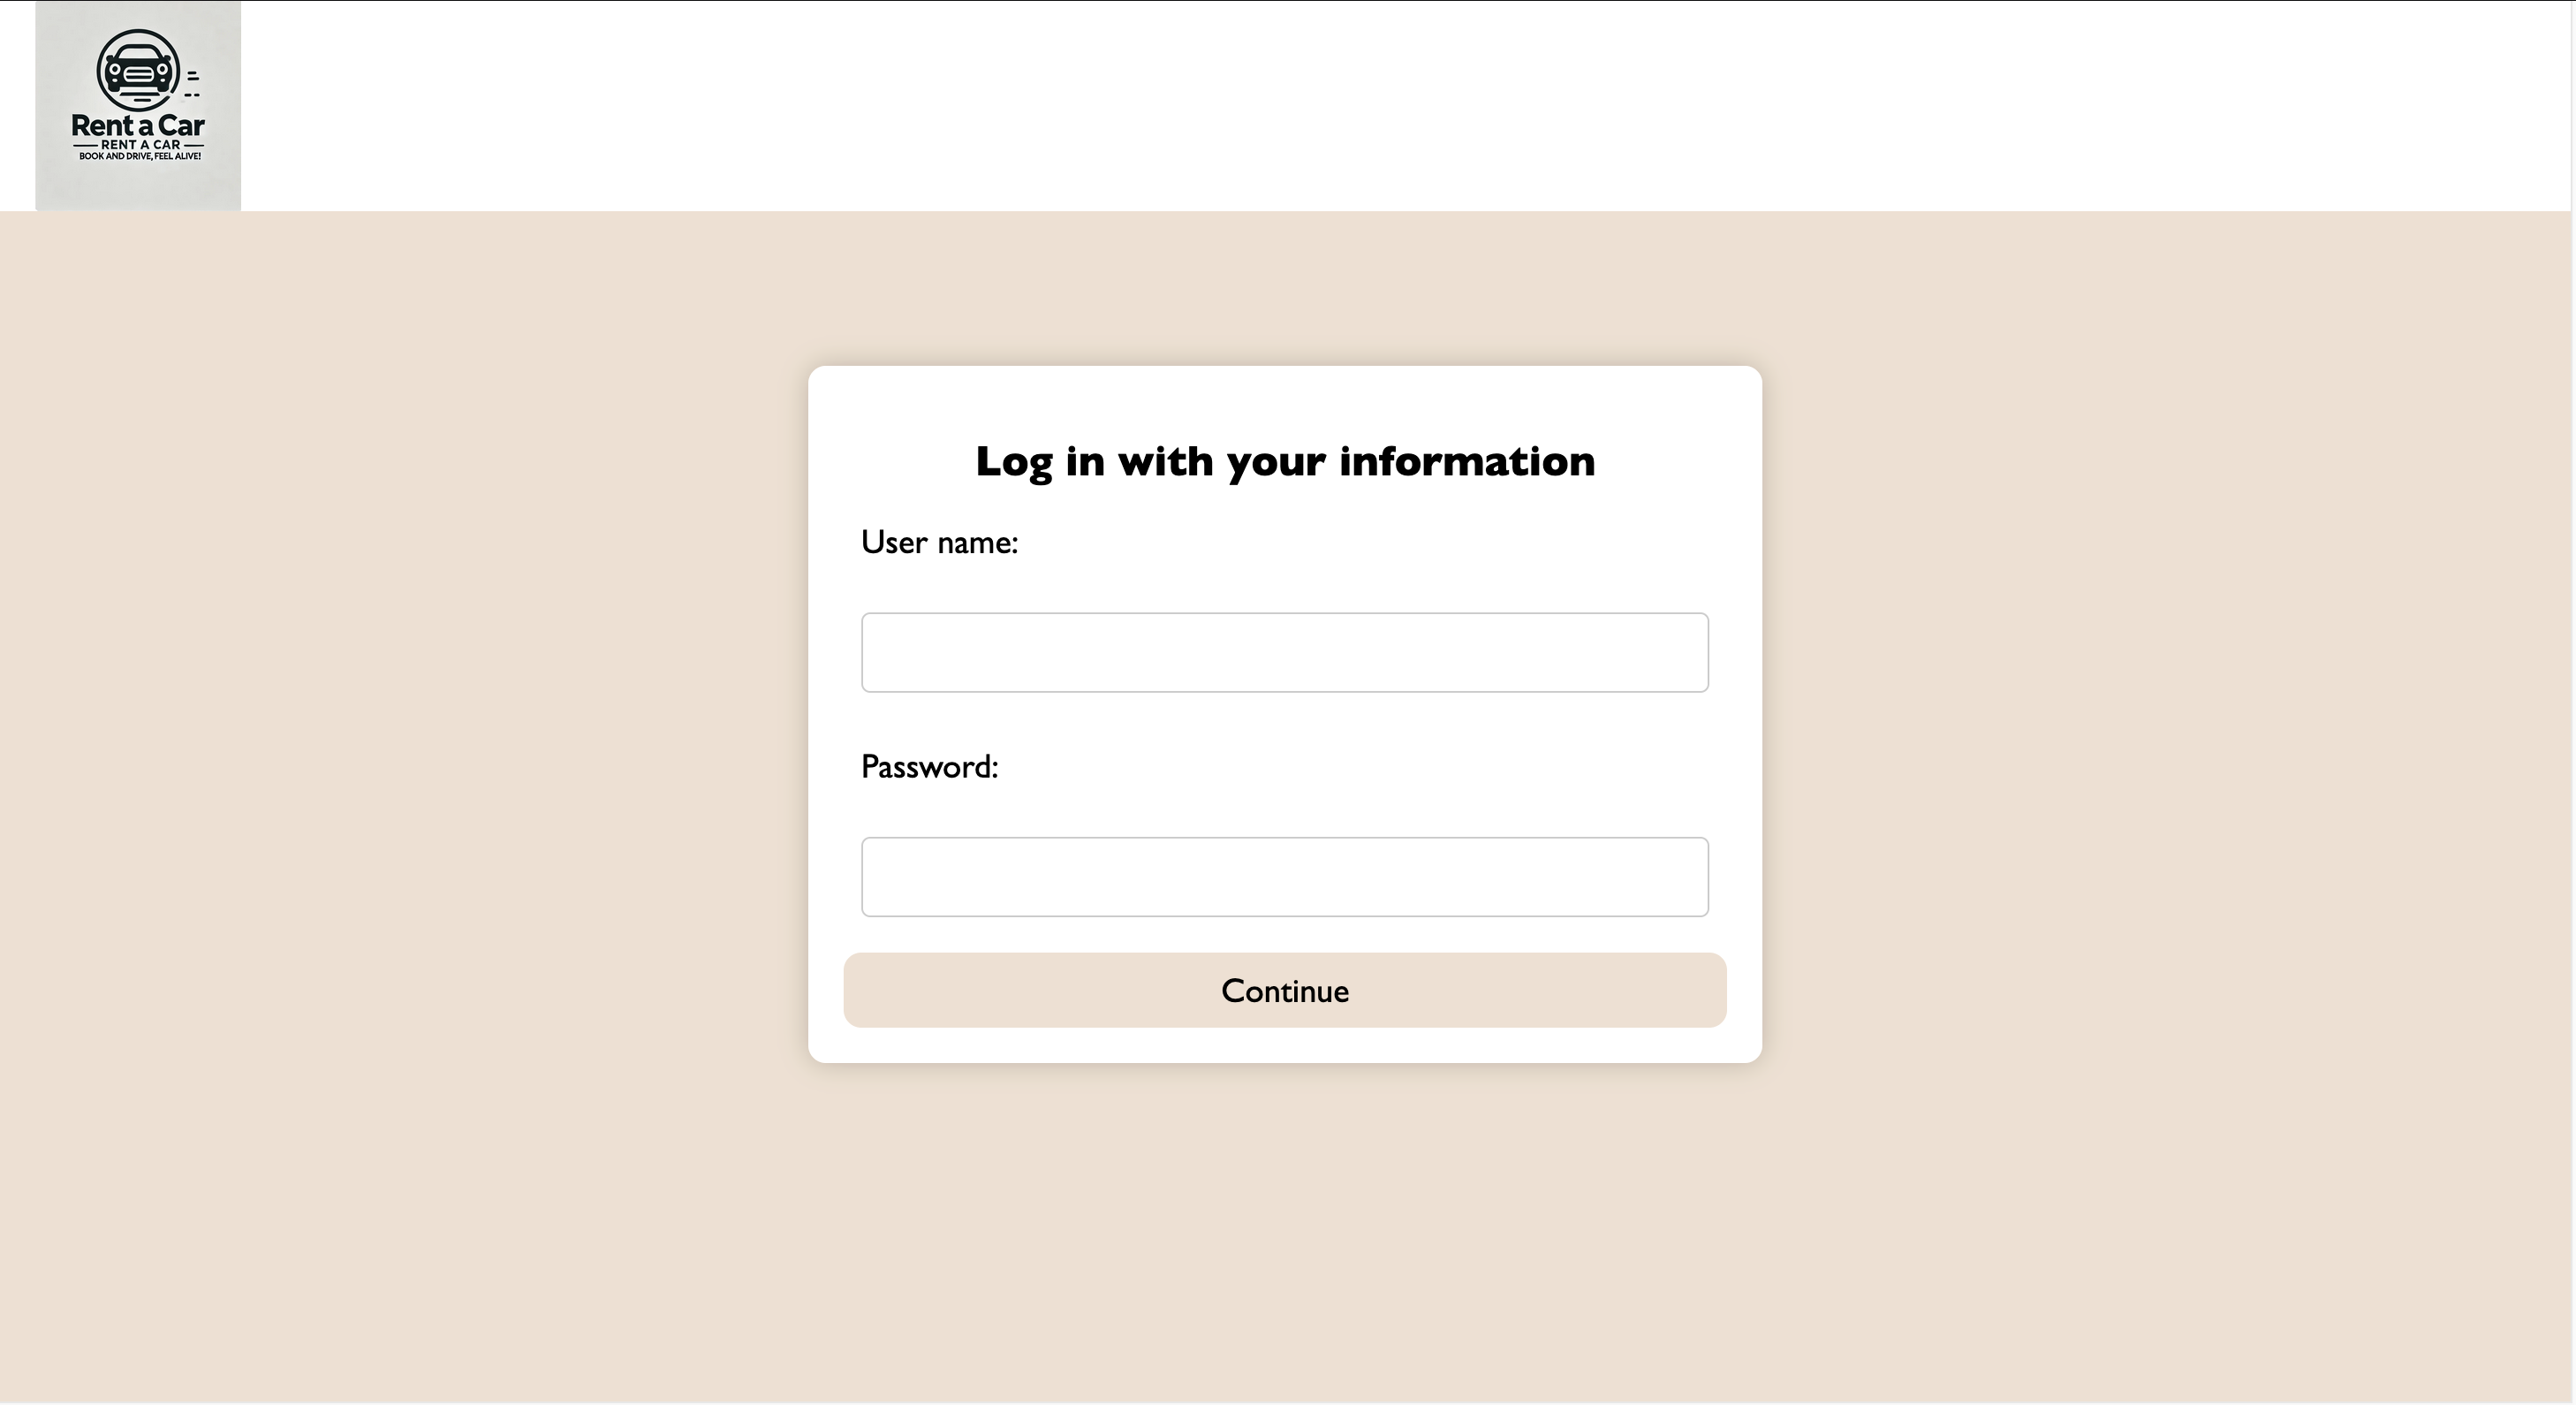 Rent a Car
RENT A CAR
BOOK AND DRIVE, FEEL ALIVE!
Log in with your information
User name:
Password:
Continue